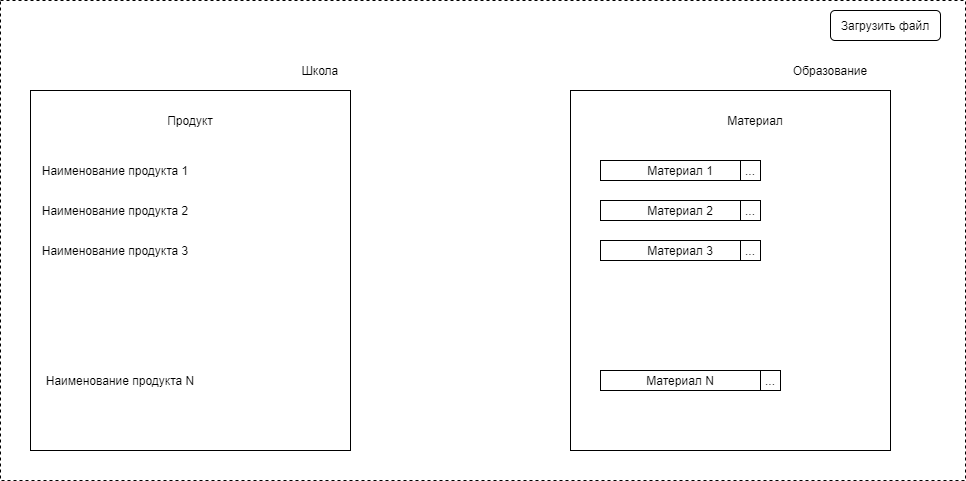 Загрузить файл
Школа
Образование
Продукт
Материал
Наименование продукта 1
Материал 1 ...
Наименование продукта 2
Материал 2 ...
Наименование продукта 3
Материал 3 ...
Наименование продукта N
Материал N ...